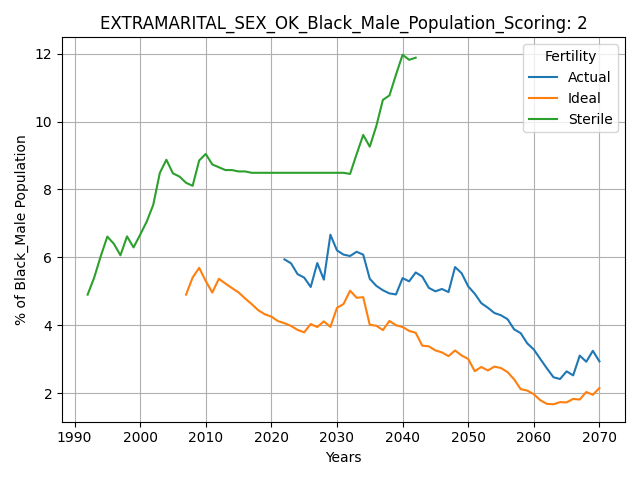 EXTRAMARITAL_SEX_OK_Black_Male_Population_Scoring: 2
Fertility
Actual
Ideal
Sterile
% of Black_Male Population
12
10
8
6
4
2
1990 2000 2010 2020 2030 2040 2050 2060 2070
Years